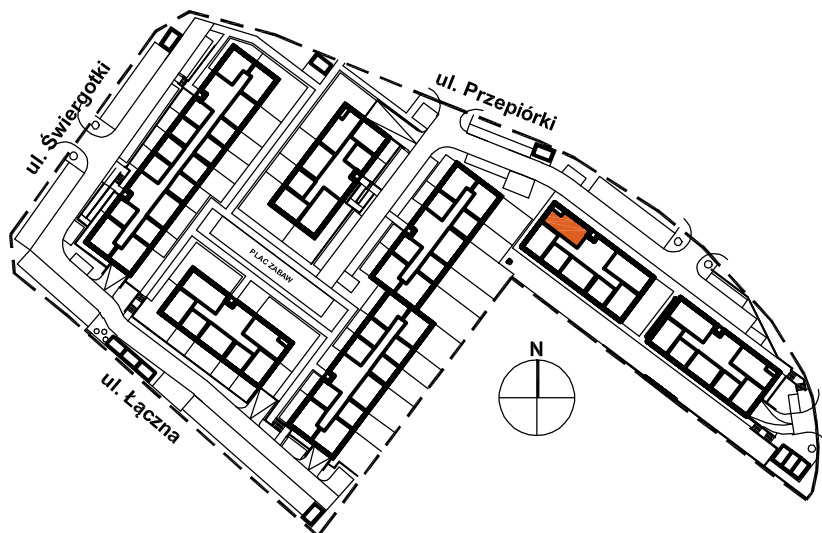 ul. Świergotki
ul. Przepiórki
PLAC ZABAW
N
ul. Łączna